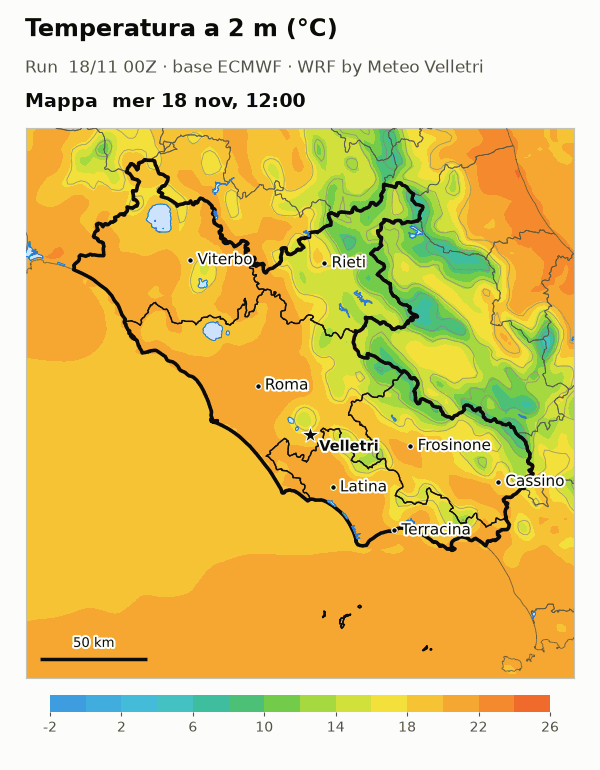 Temperatura a 2 m (°C)
Run  18/11 00Z · base ECMWF · WRF by Meteo Velletri
Mappa  mer 18 nov, 12:00
Viterbo
Rieti
Roma
Velletri
Frosinone
Cassino
Latina
Terracina
50 km
-2 2 6 10 14 18 22 26